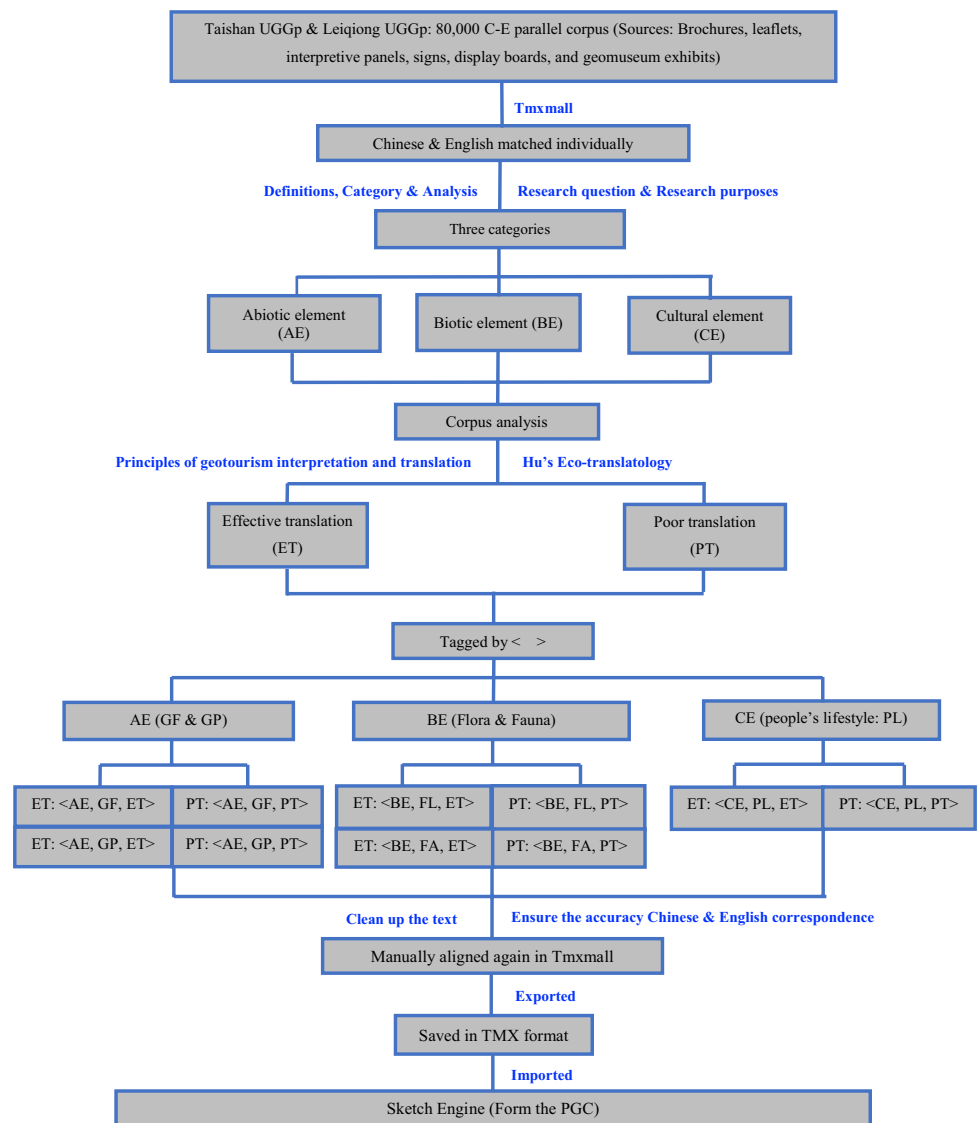 Taishan UGGp & Leiqiong UGGp: 80,000 C-E parallel corpus (Sources: Brochures, leaflets,
interpretive panels, signs, display boards, and geomuseum exhibits)
Tmxmall
Chinese & English matched individually
Definitions, Category & Analysis
Research question & Research purposes
Three categories
Abiotic element
(AE)
Biotic element (BE)
Cultural element
(CE)
Corpus analysis
Principles of geotourism interpretation and translation
Hu's Eco-translatology
Effective translation
(ET)
Poor translation
(PT)
Tagged by < >
AE (GF & GP)
BE (Flora & Fauna)
CE (people's lifestyle: PL)
ET: <AE, GF, ET>
PT: <AE, GF, PT>
ET: <AE, GP, ET>
PT: <AE, GP, PT>
ET: <BE, FL, ET>
PT: <BE, FL, PT>
ET: <BE, FA, ET>
PT: <BE, FA, PT>
ET: <CE, PL, ET>
PT: <CE, PL, PT>
Clean up the text
Ensure the accuracy Chinese & English correspondence
Manually aligned again in Tmxmall
Exported
Saved in TMX format
Imported
Sketch Engine (Form the PGC)